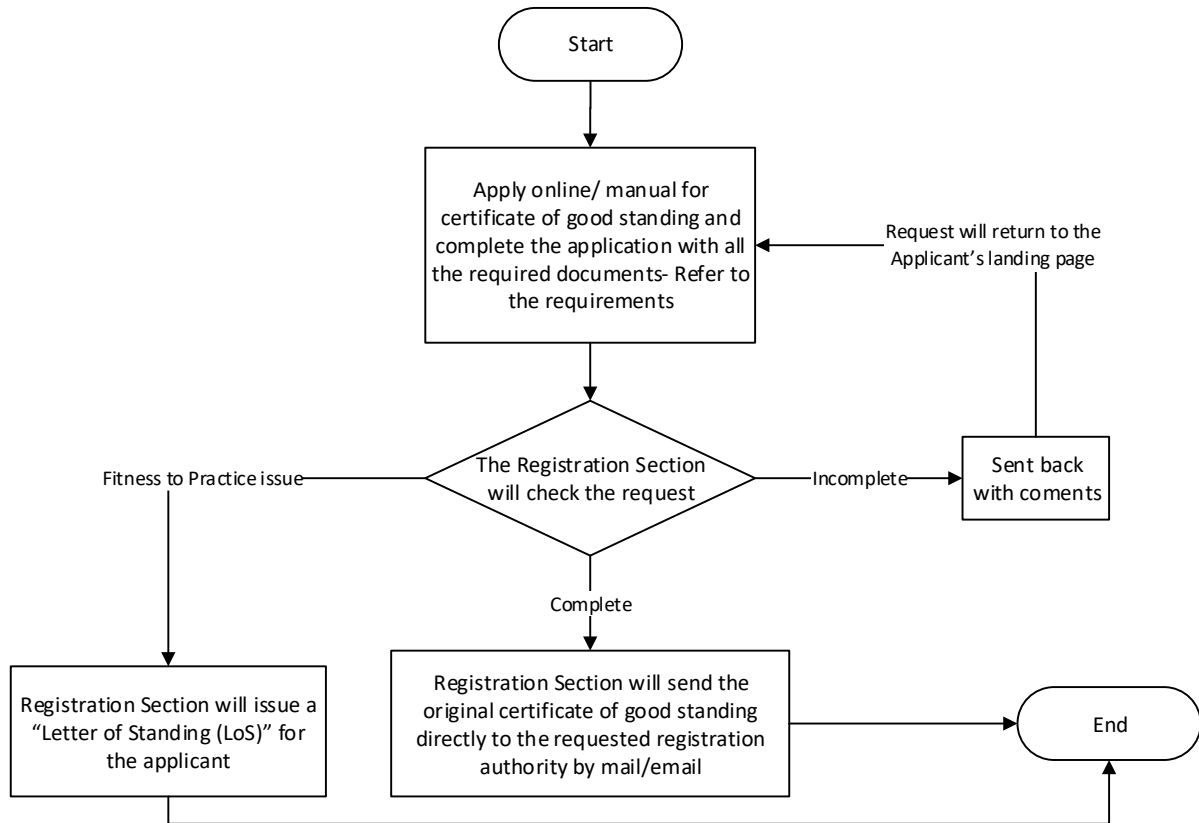 Start
Apply online/ manual for
certificate of good standing and
complete the application with all
the required documents- Refer to
the requirements
Request will return to the
Applicant’s landing page
The Registration Section
will check the request
Fitness to Practice issue
Incomplete
Sent back
with coments
Complete
Registration Section will issue a
“Letter of Standing (LoS)” for
the applicant
Registration Section will send the
original certificate of good standing
directly to the requested registration
authority by mail/email
End